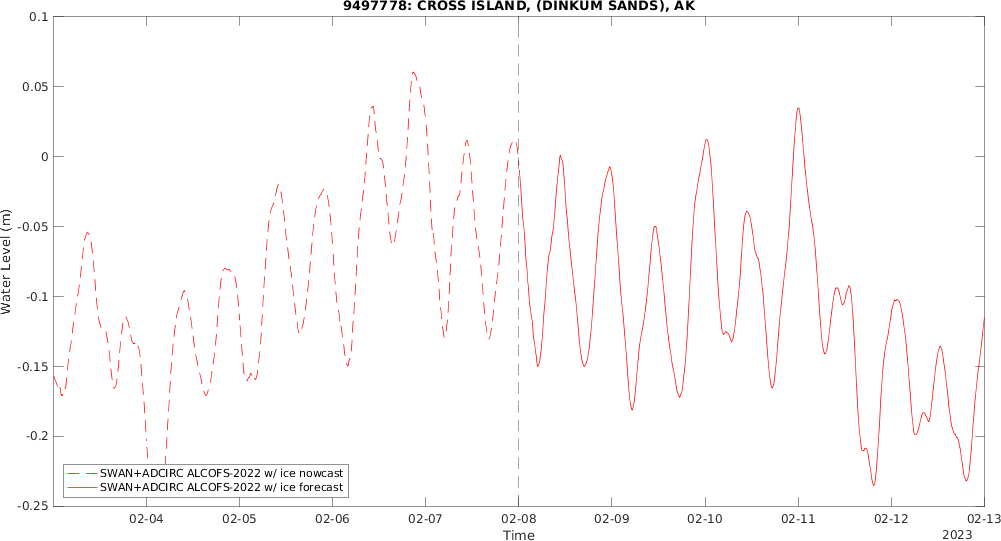 9497778: CROSS ISLAND, (DINKUM SANDS), AK
0.1
0.05
0
-0.05
-0.1
-0.15
-0.2
-0.25
Water Level (m)
SWAN+ADCIRC ALCOFS-2022 w/ ice nowcast
SWAN+ADCIRC ALCOFS-2022 w/ ice forecast
02-04 02-05 02-06 02-07 02-08 02-09 02-10 02-11 02-12 02-13
Time
2023